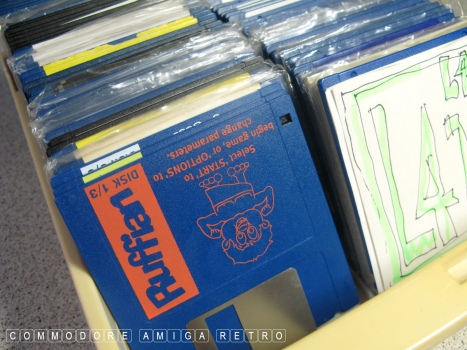 Ruffian
DISK 1/3
Select 'START' to
begin game, or 'OPTIONS' to
change parameters.
COMMODORE AMIGA RETRO